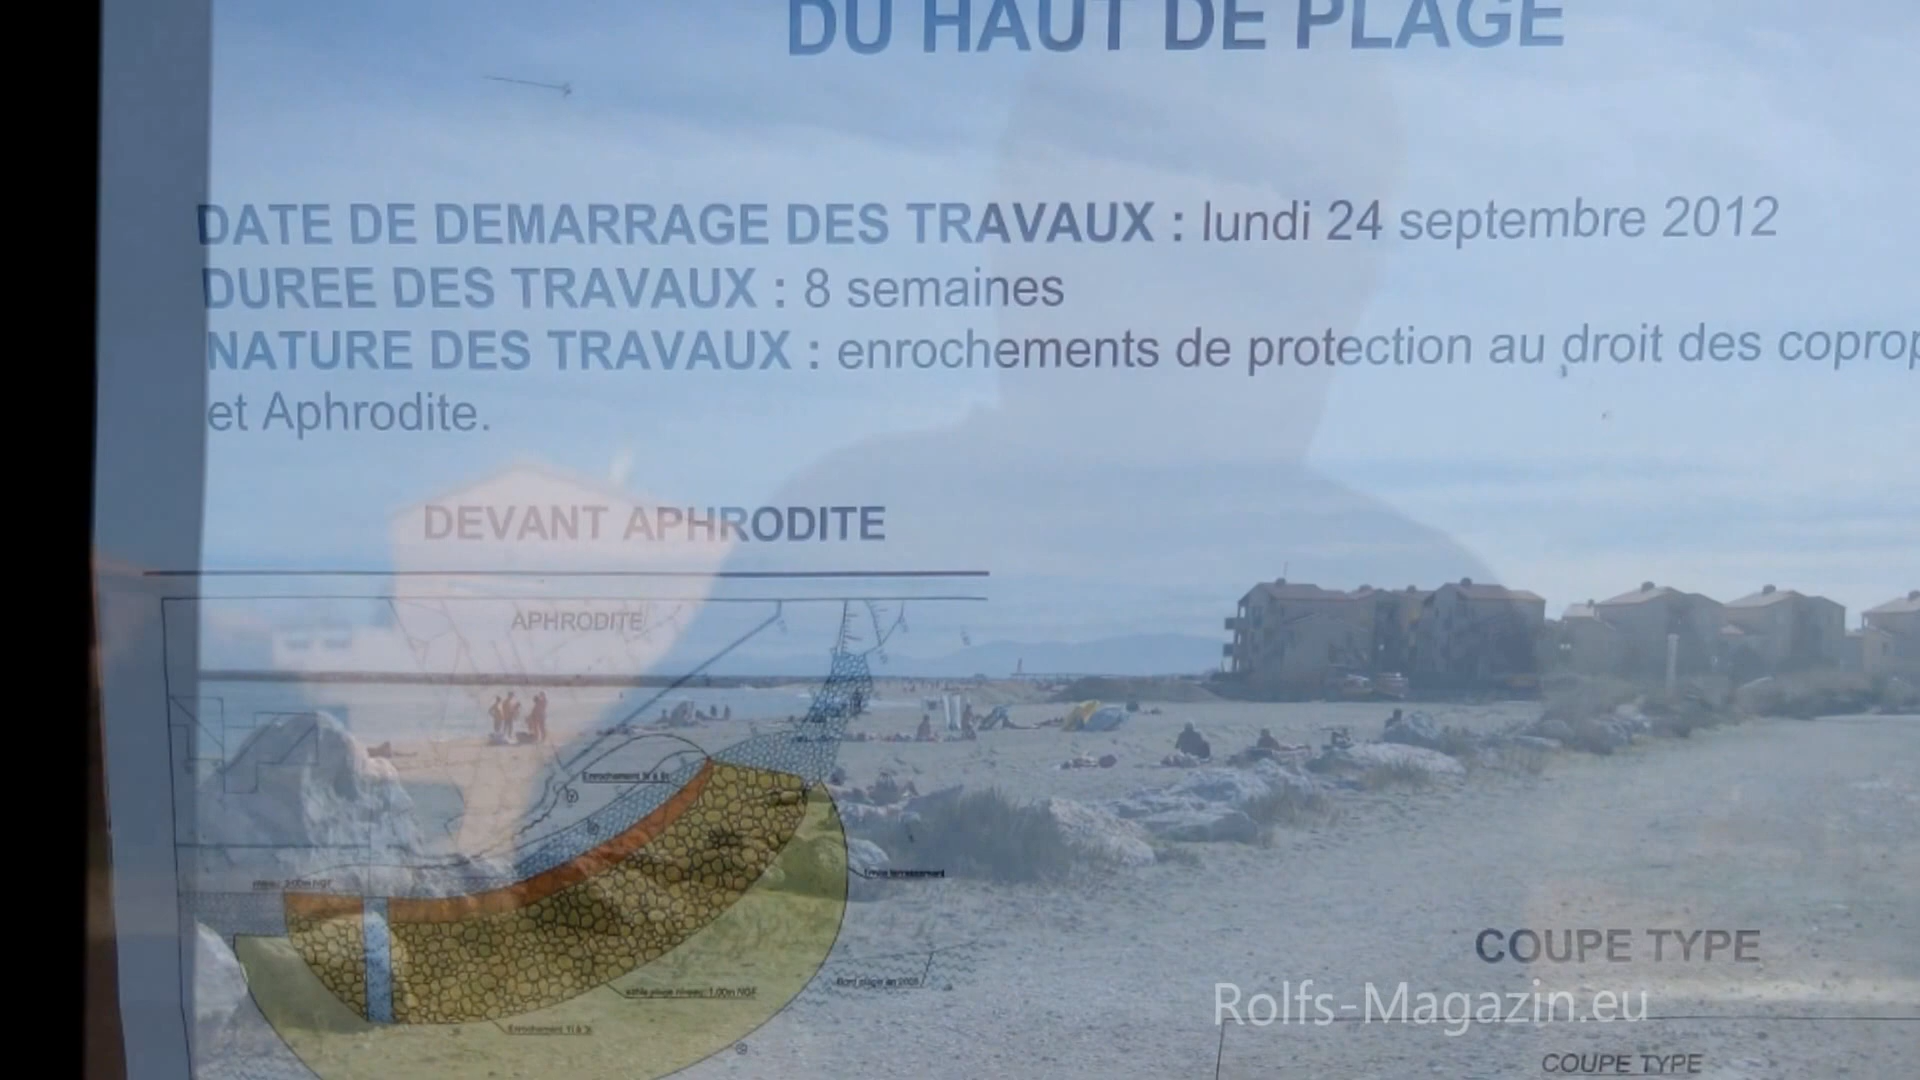 DU HAUT DE PLAGE
DATE DE DEMARRAGE DES TRAVAUX : lundi 24 septembre 2012
DUREE DES TRAVAUX : 8 semaines
NATURE DES TRAVAUX : enrochements de protection au droit des coprop
et Aphrodite.
DEVANT APHRODITE
APHRODITE
COUPE TYPE
Rolfs-Magazin.eu
COUPE TYPE